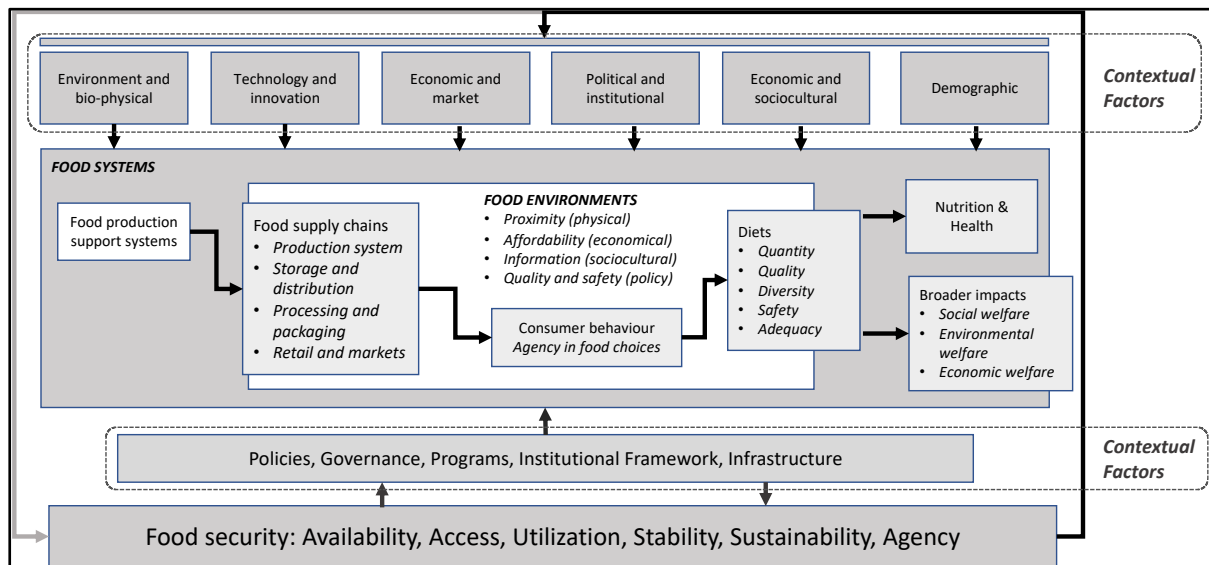 Environment and
bio-physical
Technology and
innovation
Economic and
market
Political and
institutional
Economic and
sociocultural
Demographic
Contextual
Factors
FOOD SYSTEMS
Food production
support systems
Food supply chains
• Production system
• Storage and
distribution
• Processing and
packaging
• Retail and markets
FOOD ENVIRONMENTS
• Proximity (physical)
• Affordability (economical)
• Information (sociocultural)
• Quality and safety (policy)
Consumer behaviour
Agency in food choices
Diets
• Quantity
• Quality
• Diversity
• Safety
• Adequacy
Nutrition &
Health
Broader impacts
• Social welfare
• Environmental
welfare
• Economic welfare
Policies, Governance, Programs, Institutional Framework, Infrastructure
Contextual
Factors
Food security: Availability, Access, Utilization, Stability, Sustainability, Agency